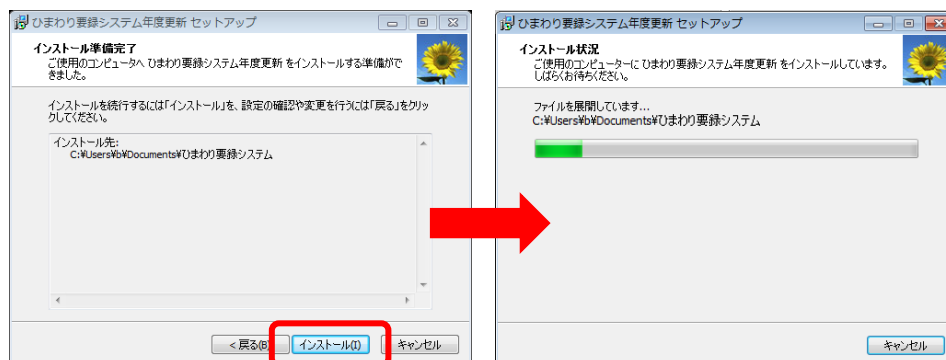 ひまわり要録システム年度更新 セットアップ
インストール準備完了
ご使用のコンピュータへ ひまわり要録システム年度更新 をインストールする準備がで
きました。
インストールを続行するには「インストール」を、設定の確認や変更を行うには「戻る」をクリッ
クしてください。
インストール先:
C:¥Users¥b¥Documents¥ひまわり要録システム
< 戻る(B)
インストール(I)
キャンセル
ひまわり要録システム年度更新 セットアップ
インストール状況
ご使用のコンピューターに ひまわり要録システム年度更新 をインストールしています。
しばらくお待ちください。
ファイルを展開しています...
C:¥Users¥b¥Documents¥ひまわり要録システム
キャンセル